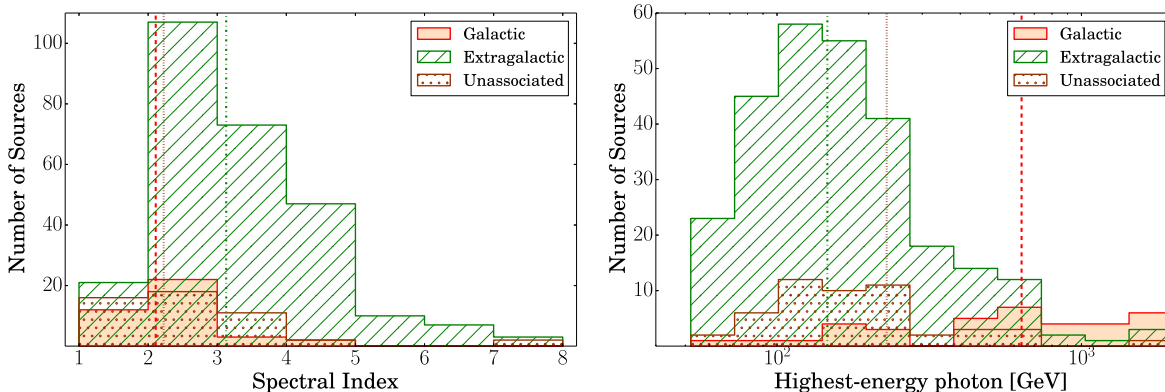 100
80
60
40
20
1 2 3 4 5 6 7 8
Number of Sources
Spectral Index
Galactic
Extragalactic
Unassociated
60
50
40
30
20
10
10²
10³
Number of Sources
Highest-energy photon [GeV]
Galactic
Extragalactic
Unassociated